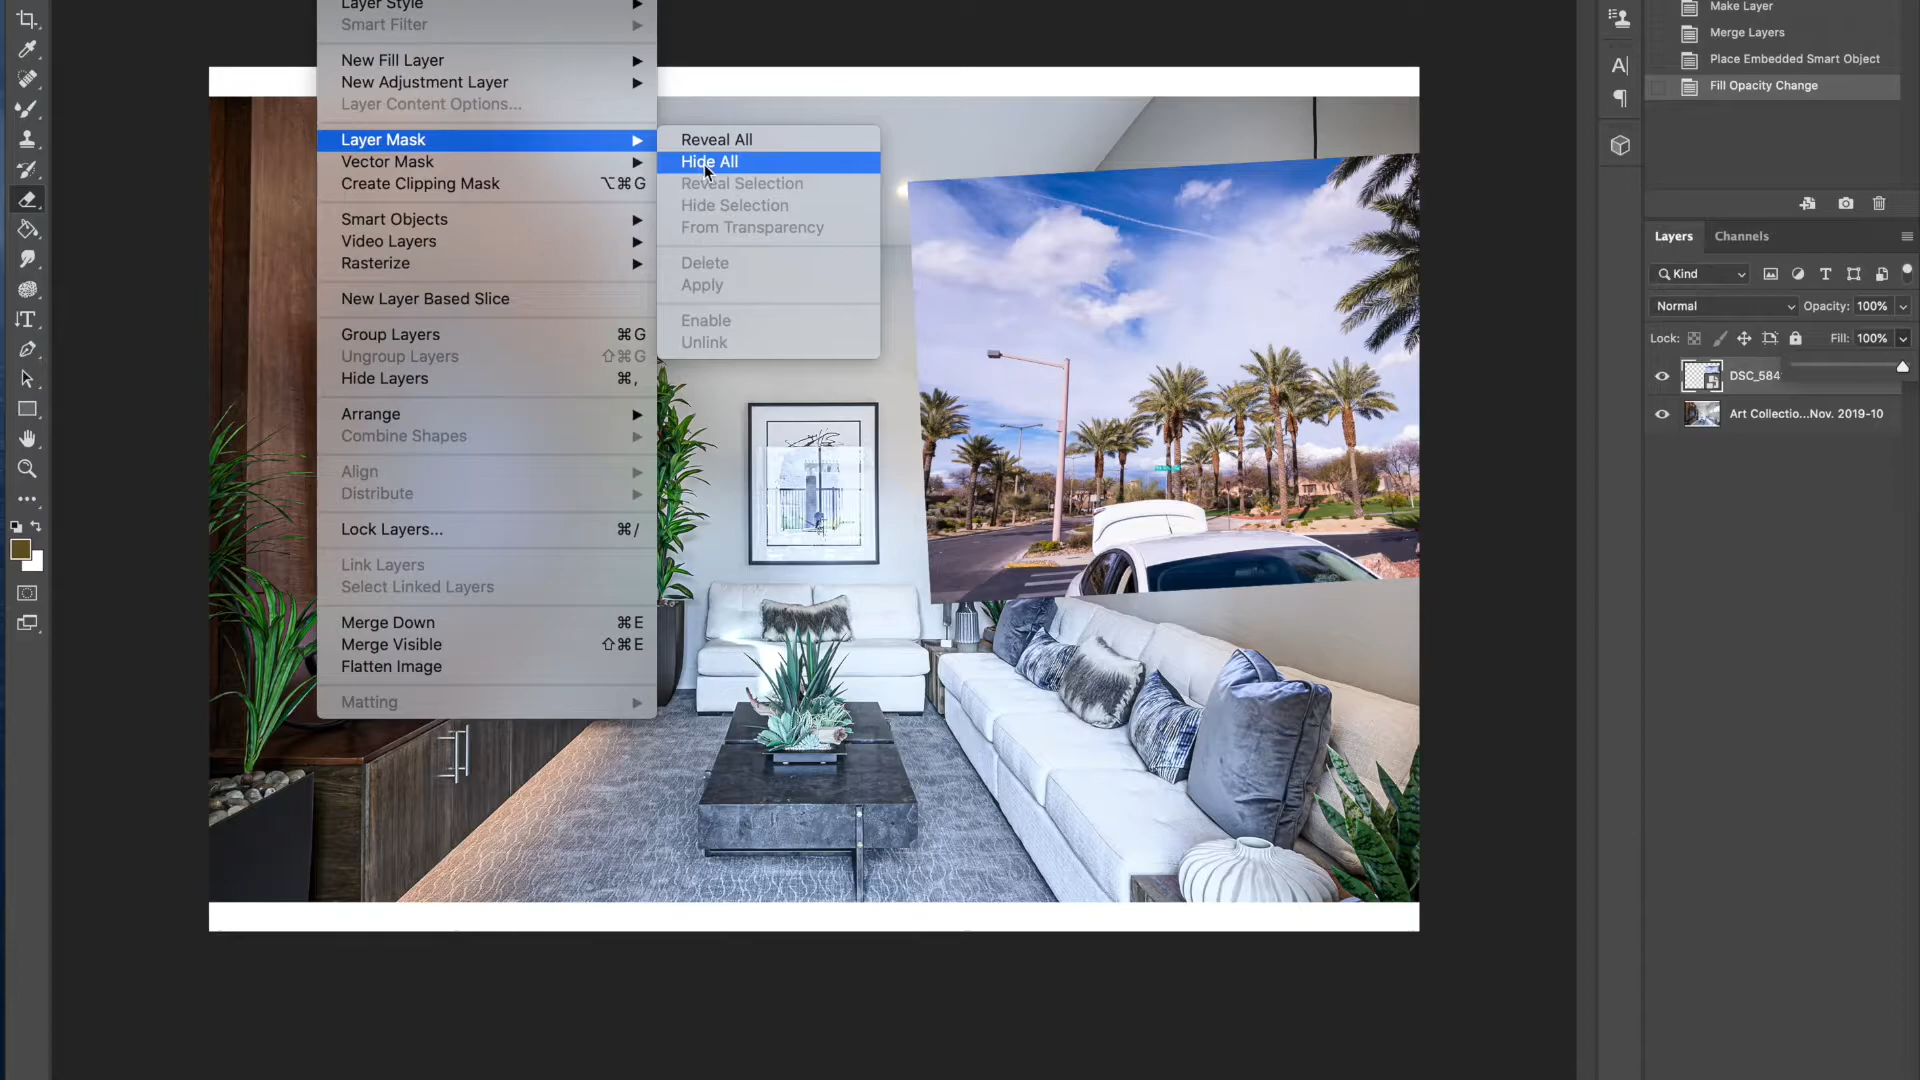 Layer Style
Smart Filter
New Fill Layer
New Adjustment Layer
Layer Content Options...
Layer Mask
Vector Mask
Create Clipping Mask ⌥⌘G
Smart Objects
Video Layers
Rasterize
New Layer Based Slice
Group Layers ⌘G
Ungroup Layers ⇧⌘G
Hide Layers ⌘,
Arrange
Combine Shapes
Align
Distribute
Lock Layers... ⌘/
Link Layers
Select Linked Layers
Merge Down ⌘E
Merge Visible ⇧⌘E
Flatten Image
Matting
Reveal All
Hide All
Reveal Selection
Hide Selection
From Transparency
Delete
Apply
Enable
Unlink
Make Layer
Merge Layers
Place Embedded Smart Object
Fill Opacity Change
Layers Channels
Kind
Normal Opacity: 100%
Lock: Fill: 100%
DSC_584
Art Collectio...Nov. 2019-10